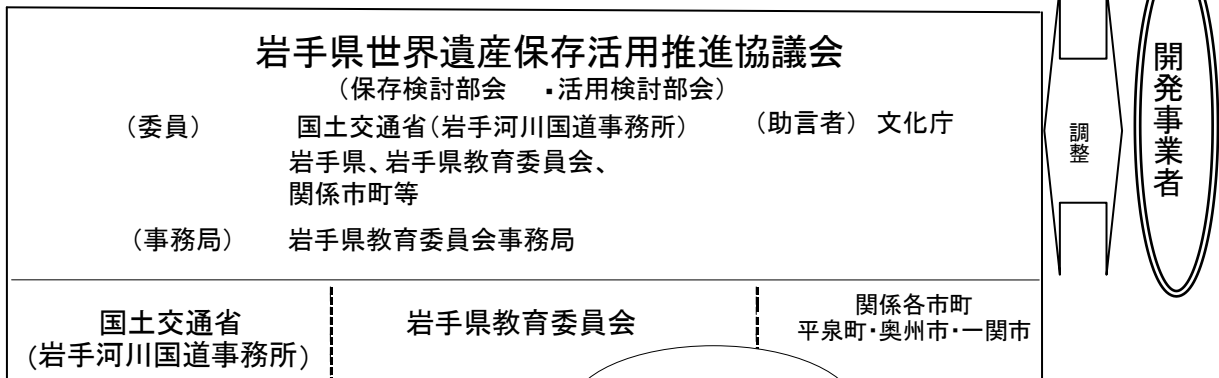 岩手県世界遺産保存活用推進協議会
（保存検討部会　・活用検討部会）
（委員）　国土交通省（岩手河川国道事務所）　（助言者）　文化庁
岩手県、岩手県教育委員会、
関係市町等
（事務局）　岩手県教育委員会事務局
調整
開発事業者
国土交通省
（岩手河川国道事務所）
岩手県教育委員会
関係各市町
平泉町・奥州市・一関市